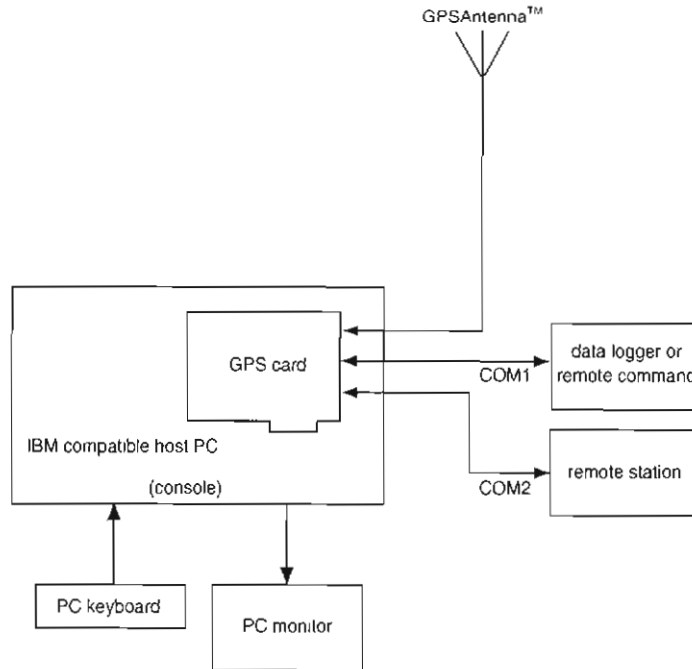 GPSAntenna™
GPS card
data logger or
remote command
COM1
IBM compatible host PC
(console)
remote station
COM2
PC keyboard
PC monitor